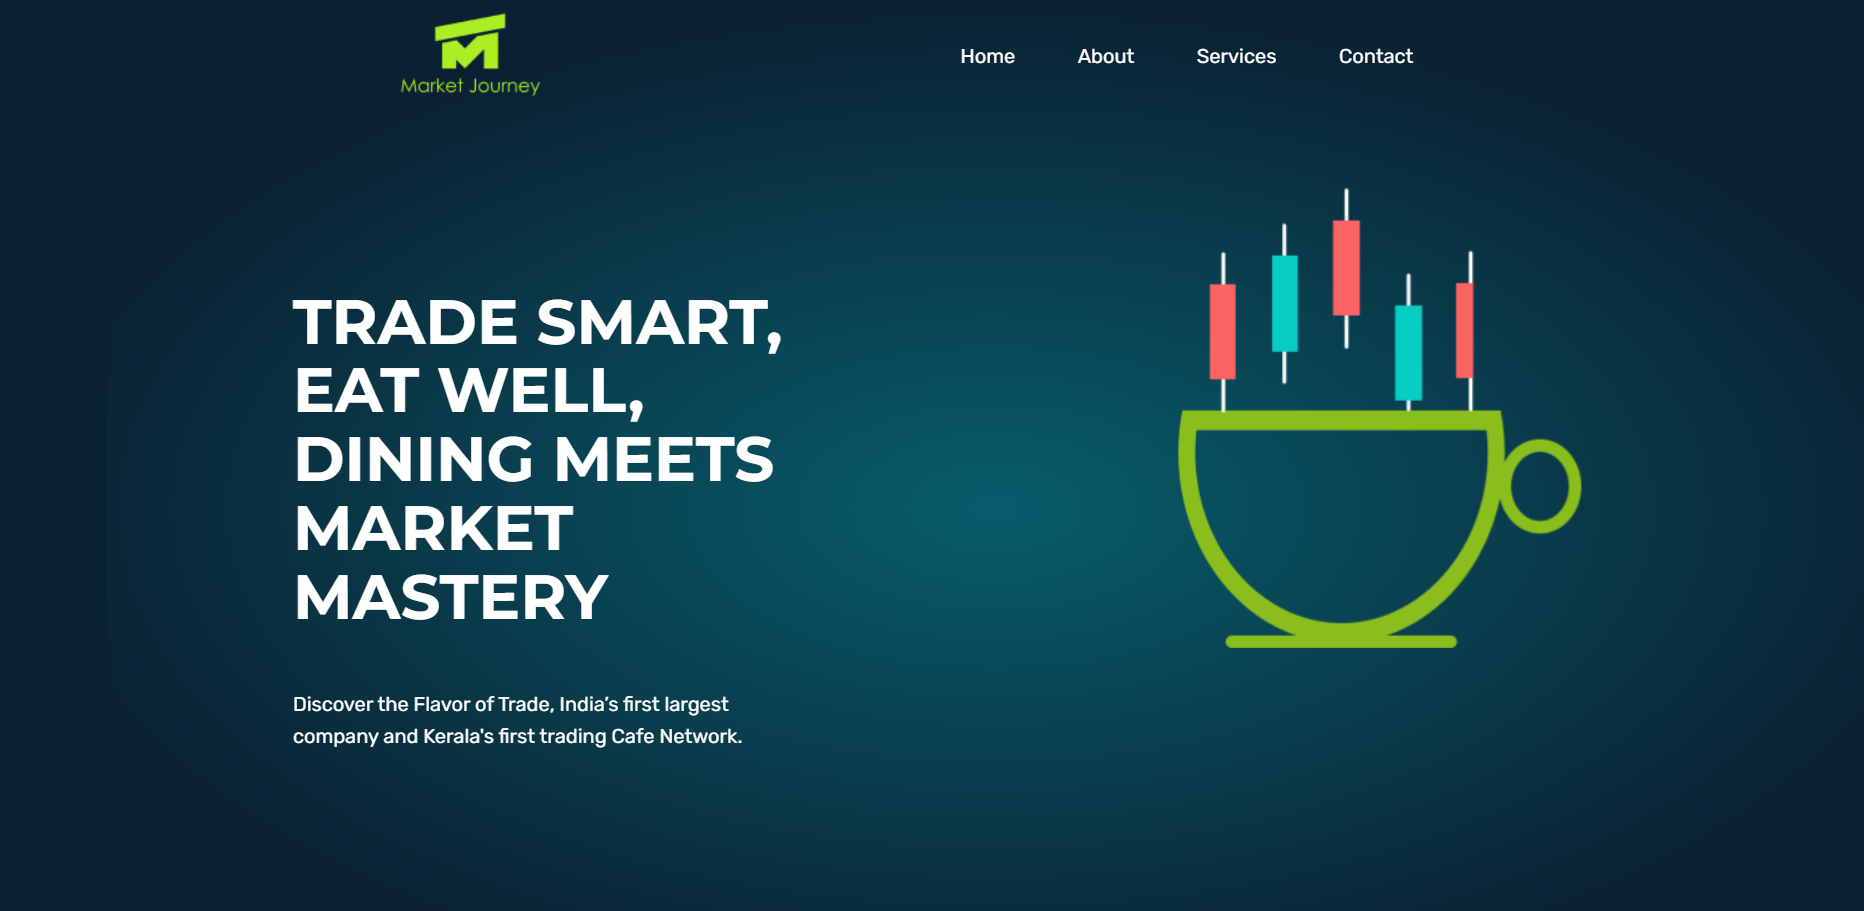 Market Journey
Home About Services Contact
TRADE SMART,
EAT WELL,
DINING MEETS
MARKET
MASTERY
Discover the Flavor of Trade, India’s first largest
company and Kerala's first trading Cafe Network.